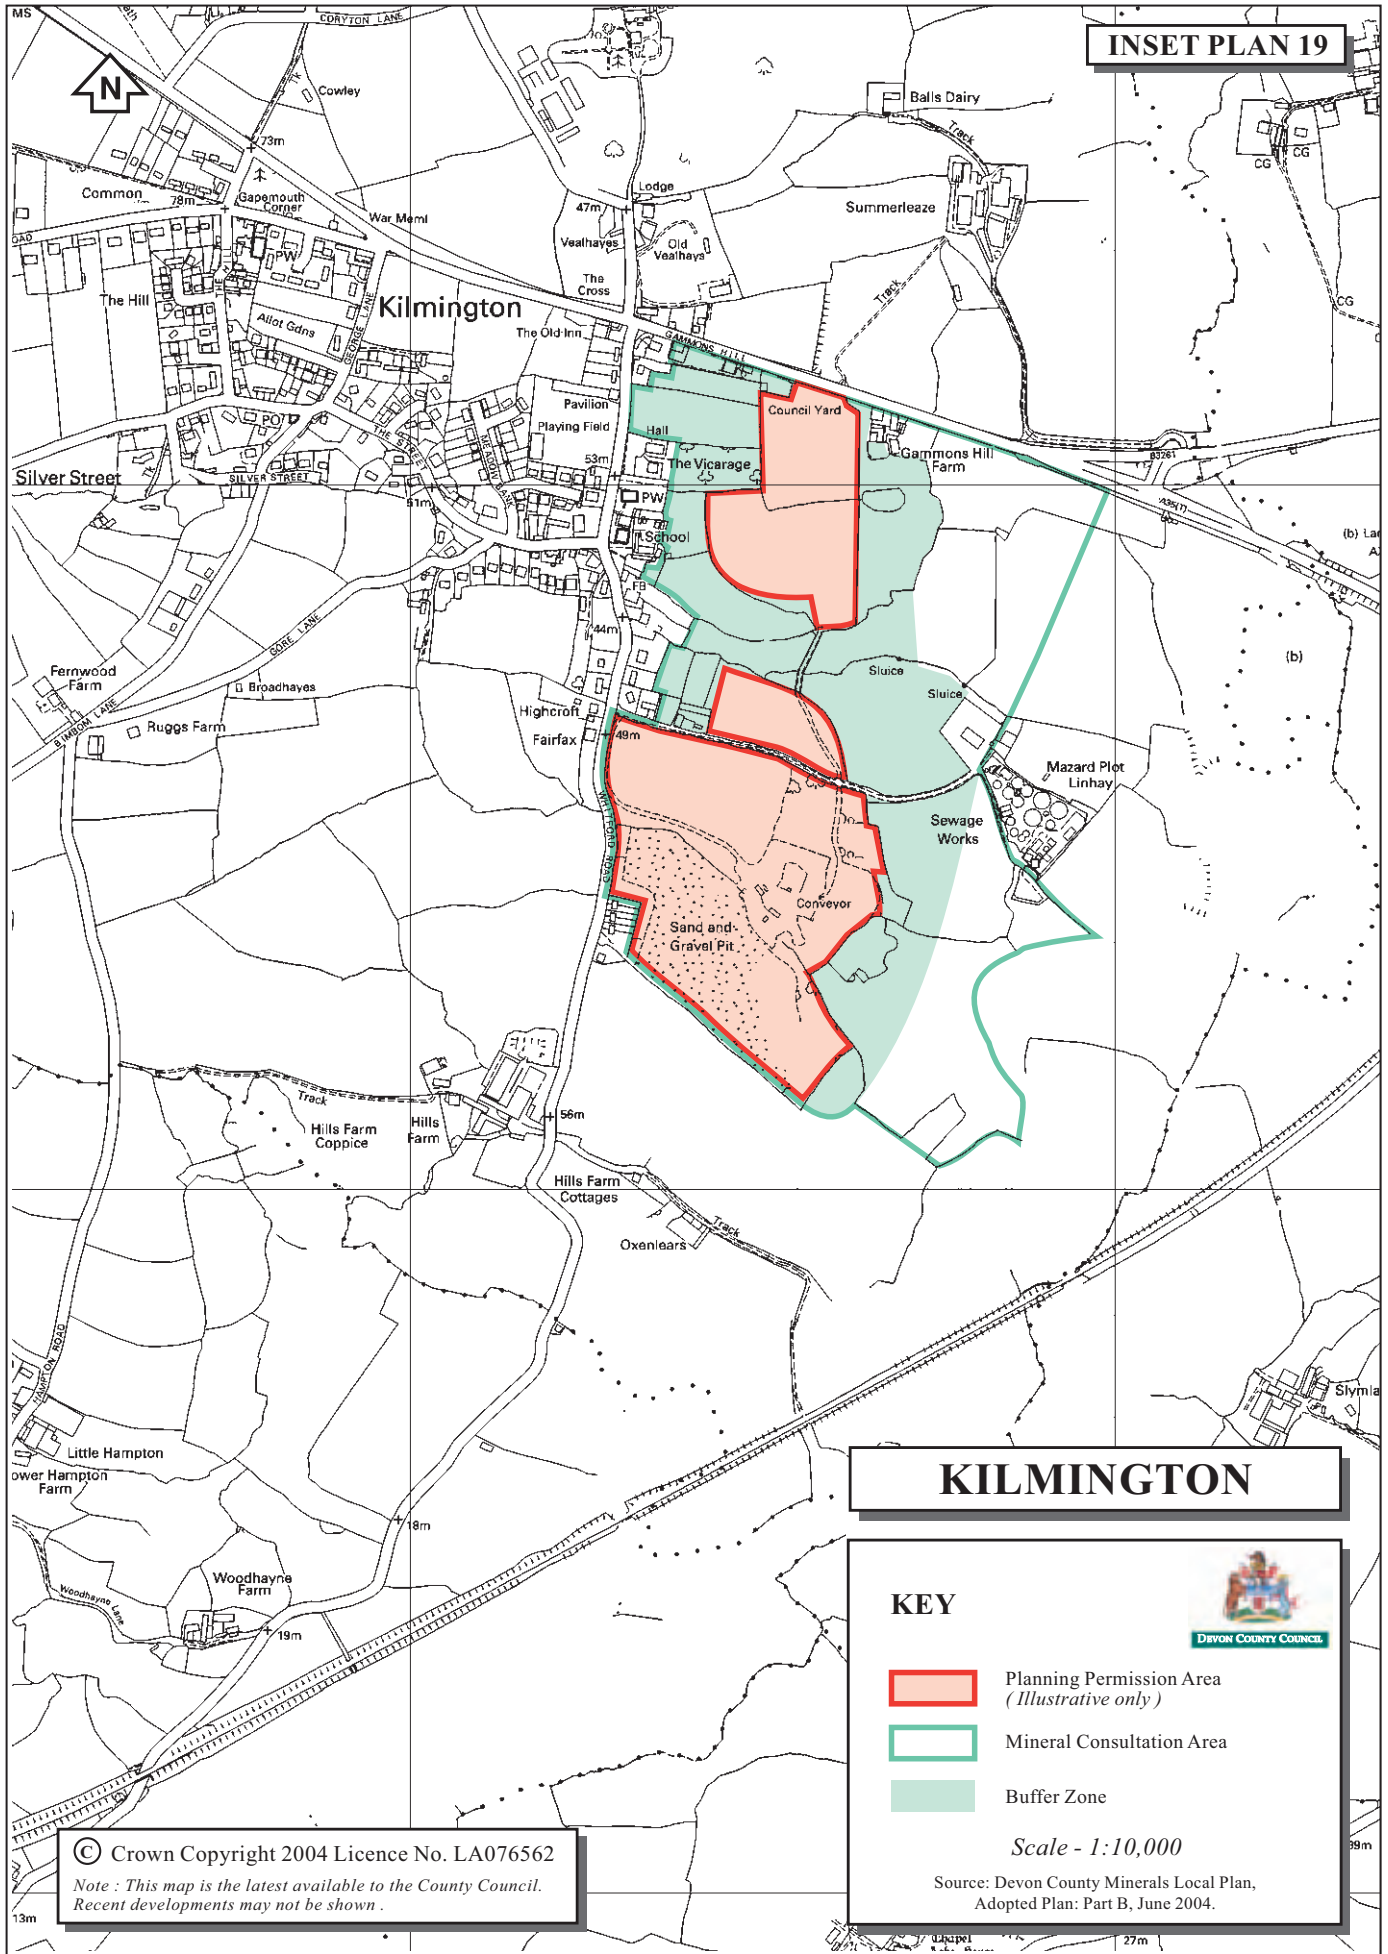 MS
CORYTON LANE
INSET PLAN 19
N
Cowley
Tk
Balls Dairy
Track
73m
CG
CG
Common
78m
Gapemouth
Corner
Lodge
47m
Summerleaze
War Meml
Vealhayes
Old
Vealhays
PW
The
Cross
Track
CG
The Hill
THE HILL
Kilmington
Allot Gdns
GEORGE LANE
The Old Inn
GAMMONS HILL
Pavilion
Council Yard
PO
THE STREET
Playing Field
Hall
Gammons Hill
Farm
B3261
MEADOW LANE
The Vicarage
53m
Silver Street
Tk
SILVER STREET
51m
PW
A35(T)
School
(b)
FB
GORE LANE
44m
(b)
Fernwood
Farm
Sluice
Sluice
Broadhayes
BIMBOM LANE
Ruggs Farm
Highcroft
Fairfax
49m
Mazard Plot
Linhay
WHITFORD ROAD
Sewage
Works
Conveyor
Sand and
Gravel Pit
Track
Hills Farm
Coppice
Hills
Farm
56m
Hills Farm
Cottages
Track
Oxenlears
HAMPTON ROAD
Slymla
Little Hampton
ower Hampton
Farm
KILMINGTON
18m
Woodhayne
Farm
Woodhayne Lane
19m
KEY
DEVON COUNTY COUNCIL
Planning Permission Area
( Illustrative only )
Mineral Consultation Area
Buffer Zone
Scale - 1:10,000
Source: Devon County Minerals Local Plan,
Adopted Plan: Part B, June 2004.
© Crown Copyright 2004 Licence No. LA076562
Note : This map is the latest available to the County Council.
Recent developments may not be shown .
13m
39m
Chapel
27m